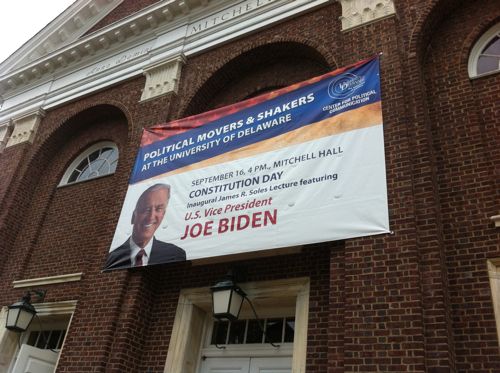 MITCHELL
POLITICAL MOVERS & SHAKERS
AT THE UNIVERSITY OF DELAWARE
CENTER FOR POLITICAL
COMMUNICATION
SEPTEMBER 16, 4 PM., MITCHELL HALL
CONSTITUTION DAY
Inaugural James R. Soles Lecture featuring
U.S. Vice President
JOE BIDEN